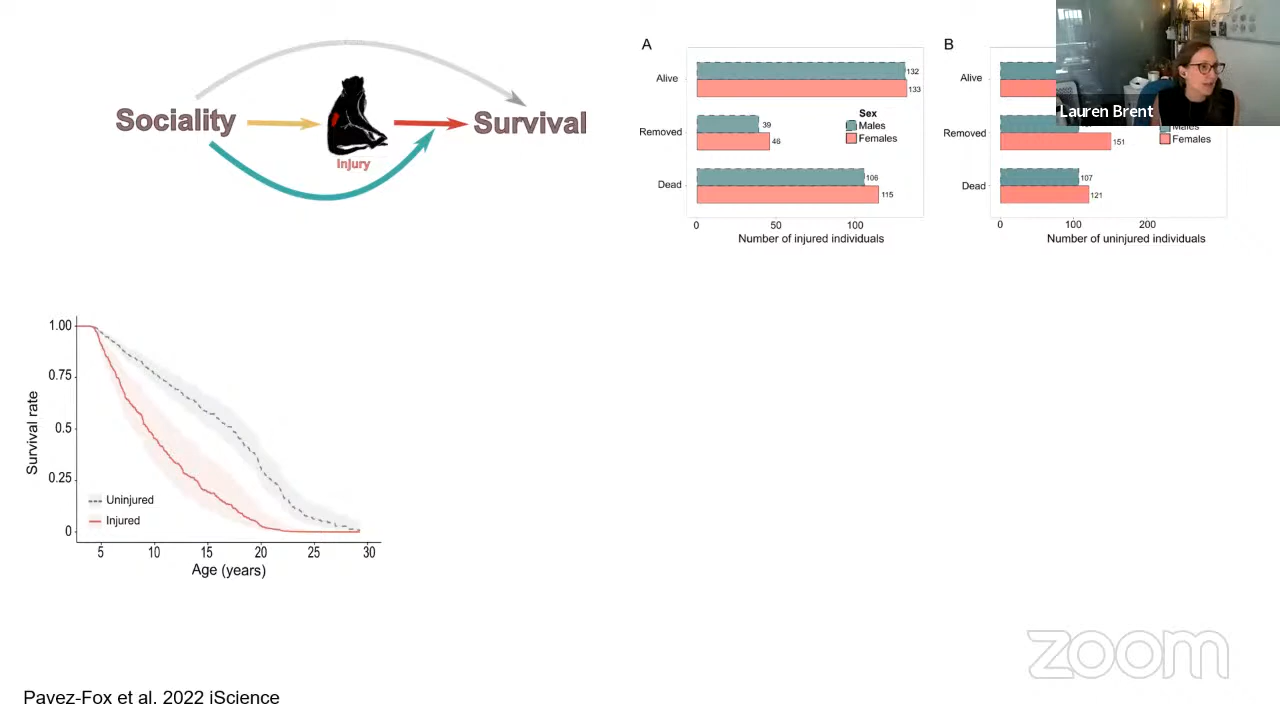 Sociality
Injury
Survival
A
Alive
132
133
Removed
39
46
Dead
106
115
Sex
Males
Females
0
50
100
Number of injured individuals
B
Alive
Removed
151
Dead
107
121
Males
Females
0
100
200
Number of uninjured individuals
Lauren Brent
1.00
0.75
0.5
0.25
0
Survival rate
Uninjured
Injured
5
10
15
20
25
30
Age (years)
zoom
Pavez-Fox et al. 2022 iScience